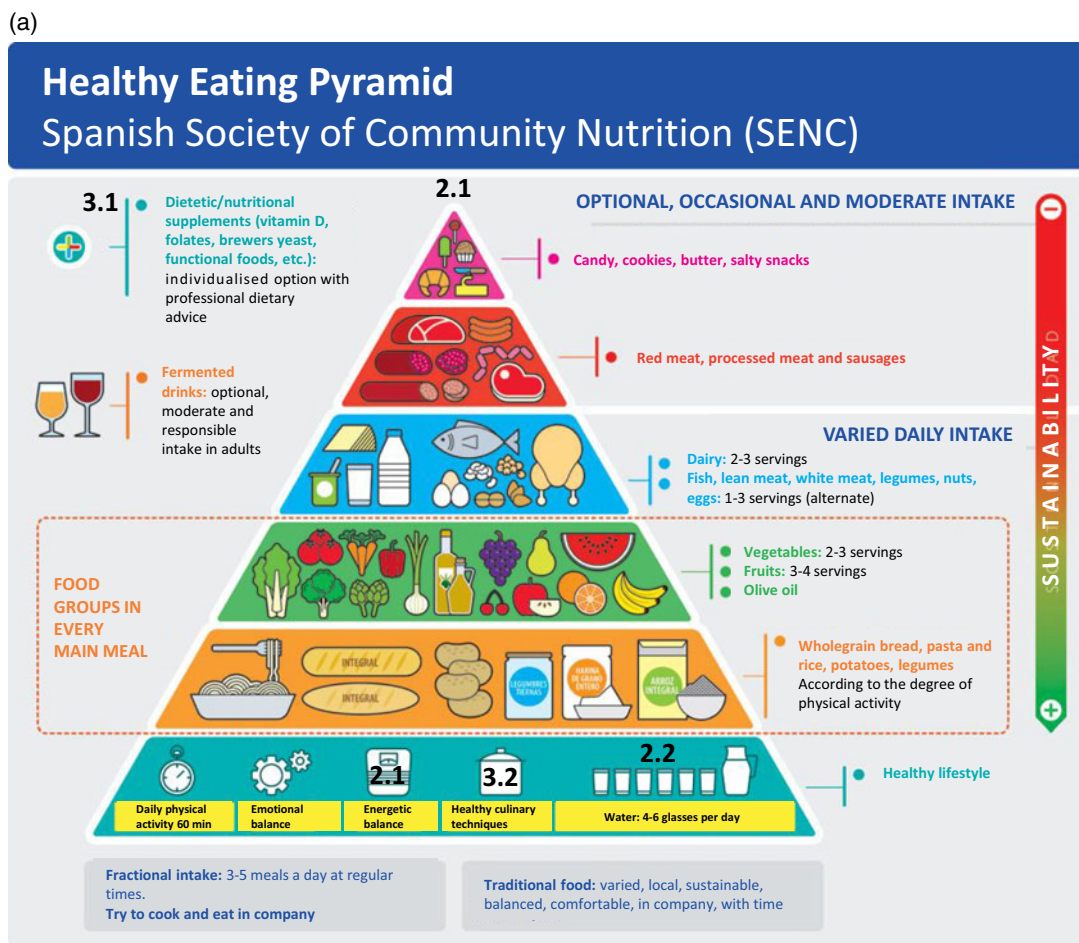 (a)
Healthy Eating Pyramid
Spanish Society of Community Nutrition (SENC)
3.1
Dietetic/nutritional
supplements (vitamin D,
folates, brewers yeast,
functional foods, etc.):
individualised option with
professional dietary
advice
2.1
OPTIONAL, OCCASIONAL AND MODERATE INTAKE
Candy, cookies, butter, salty snacks
Red meat, processed meat and sausages
Fermented
drinks: optional,
moderate and
responsible
intake in adults
VARIED DAILY INTAKE
Dairy: 2-3 servings
Fish, lean meat, white meat, legumes, nuts,
eggs: 1-3 servings (alternate)
SUSTAINABILITY
FOOD
GROUPS IN
EVERY
MAIN MEAL
Vegetables: 2-3 servings
Fruits: 3-4 servings
Olive oil
INTEGRAL
INTEGRAL
LEGUMBRES
TIERNAS
HARINA
DE GRANO
ENTERO
ARROZ
INTEGRAL
Wholegrain bread, pasta and
rice, potatoes, legumes
According to the degree of
physical activity
2.1
3.2
2.2
Healthy lifestyle
Daily physical
activity 60 min
Emotional
balance
Energetic
balance
Healthy culinary
techniques
Water: 4-6 glasses per day
Fractional intake: 3-5 meals a day at regular
times.
Try to cook and eat in company
Traditional food: varied, local, sustainable,
balanced, comfortable, in company, with time